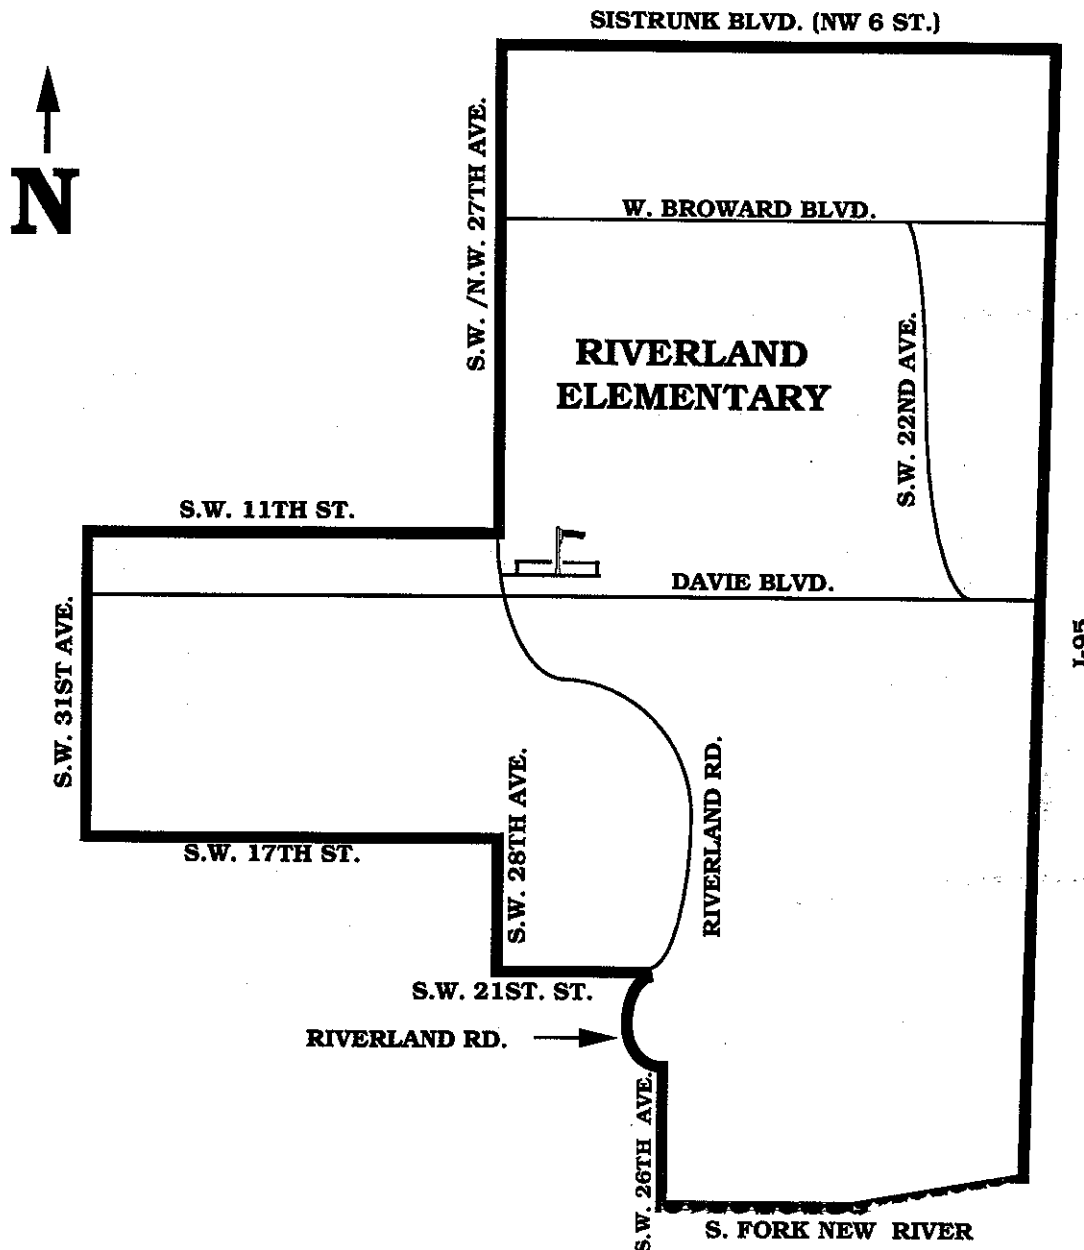 SISTRUNK BLVD. (NW 6 ST.)
N
S.W. /N.W. 27TH AVE.
W. BROWARD BLVD.
RIVERLAND
ELEMENTARY
S.W. 22ND AVE.
S.W. 11TH ST.
DAVIE BLVD.
I-95
S.W. 31ST AVE.
S.W. 28TH AVE.
RIVERLAND RD.
S.W. 17TH ST.
S.W. 21ST. ST.
RIVERLAND RD.
S.W. 26TH AVE.
S. FORK NEW RIVER